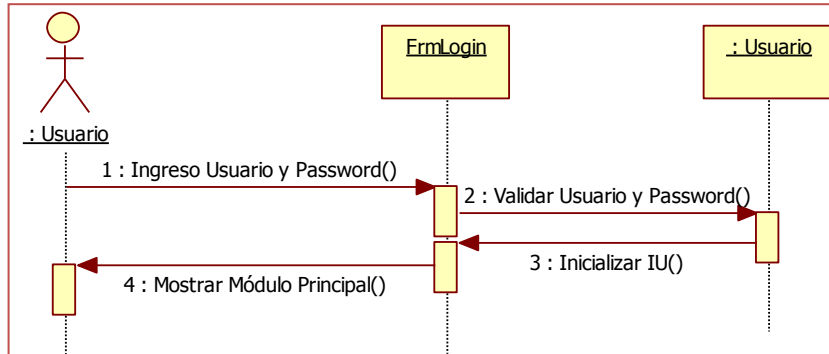 FrmLogin
: Usuario
: Usuario
1 : Ingreso Usuario y Password()
2 : Validar Usuario y Password()
3 : Inicializar IU()
4 : Mostrar Módulo Principal()